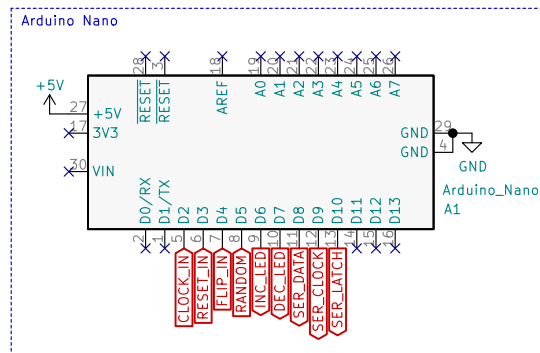 Arduino Nano
28 3 18 19 20 21 22 23 24 25 26
RESET RESET AREF A0 A1 A2 A3 A4 A5 A6 A7
+5V
27 +5V
17 3V3
30 VIN
GND 29
GND 4
GND
Arduino_Nano
A1
D0/RX D1/TX D2 D3 D4 D5 D6 D7 D8 D9 D10 D11 D12 D13
2 1 5 6 7 8 9 10 11 12 13 14 15 16
CLOCK_IN RESET_IN FLIP_IN RANDOM INC_LED DEC_LED SER_DATA SER_CLOCK SER_LATCH